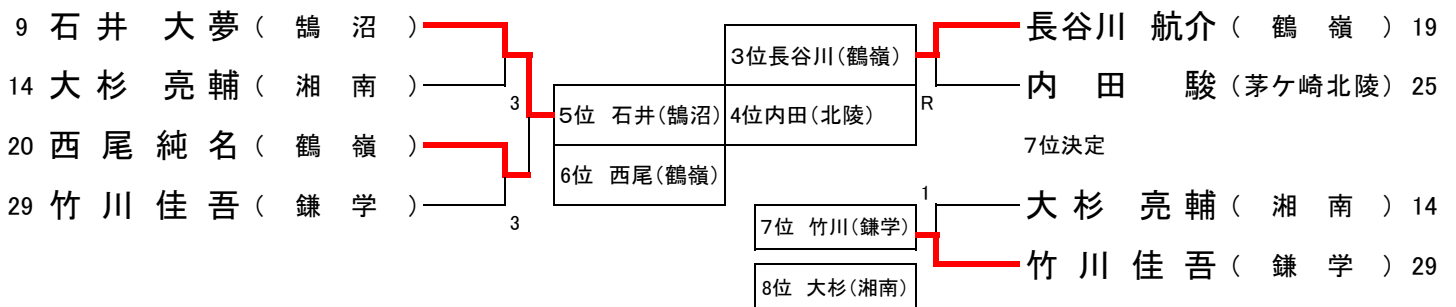 9 石井 大夢 ( 鵠沼 )
14 大杉 亮輔 ( 湘南 )
3
20 西尾純名 ( 鶴嶺 )
29 竹川佳吾 ( 鎌学 )
3
3位長谷川(鶴嶺)
5位 石井(鵠沼)
4位内田(北陵)
6位 西尾(鶴嶺)
長谷川 航介 ( 鶴嶺 ) 19
内田 駿 (茅ケ崎北陵) 25
R
7位決定
1
大杉 亮輔 ( 湘南 ) 14
7位 竹川(鎌学)
竹川佳吾 ( 鎌学 ) 29
8位 大杉(湘南)